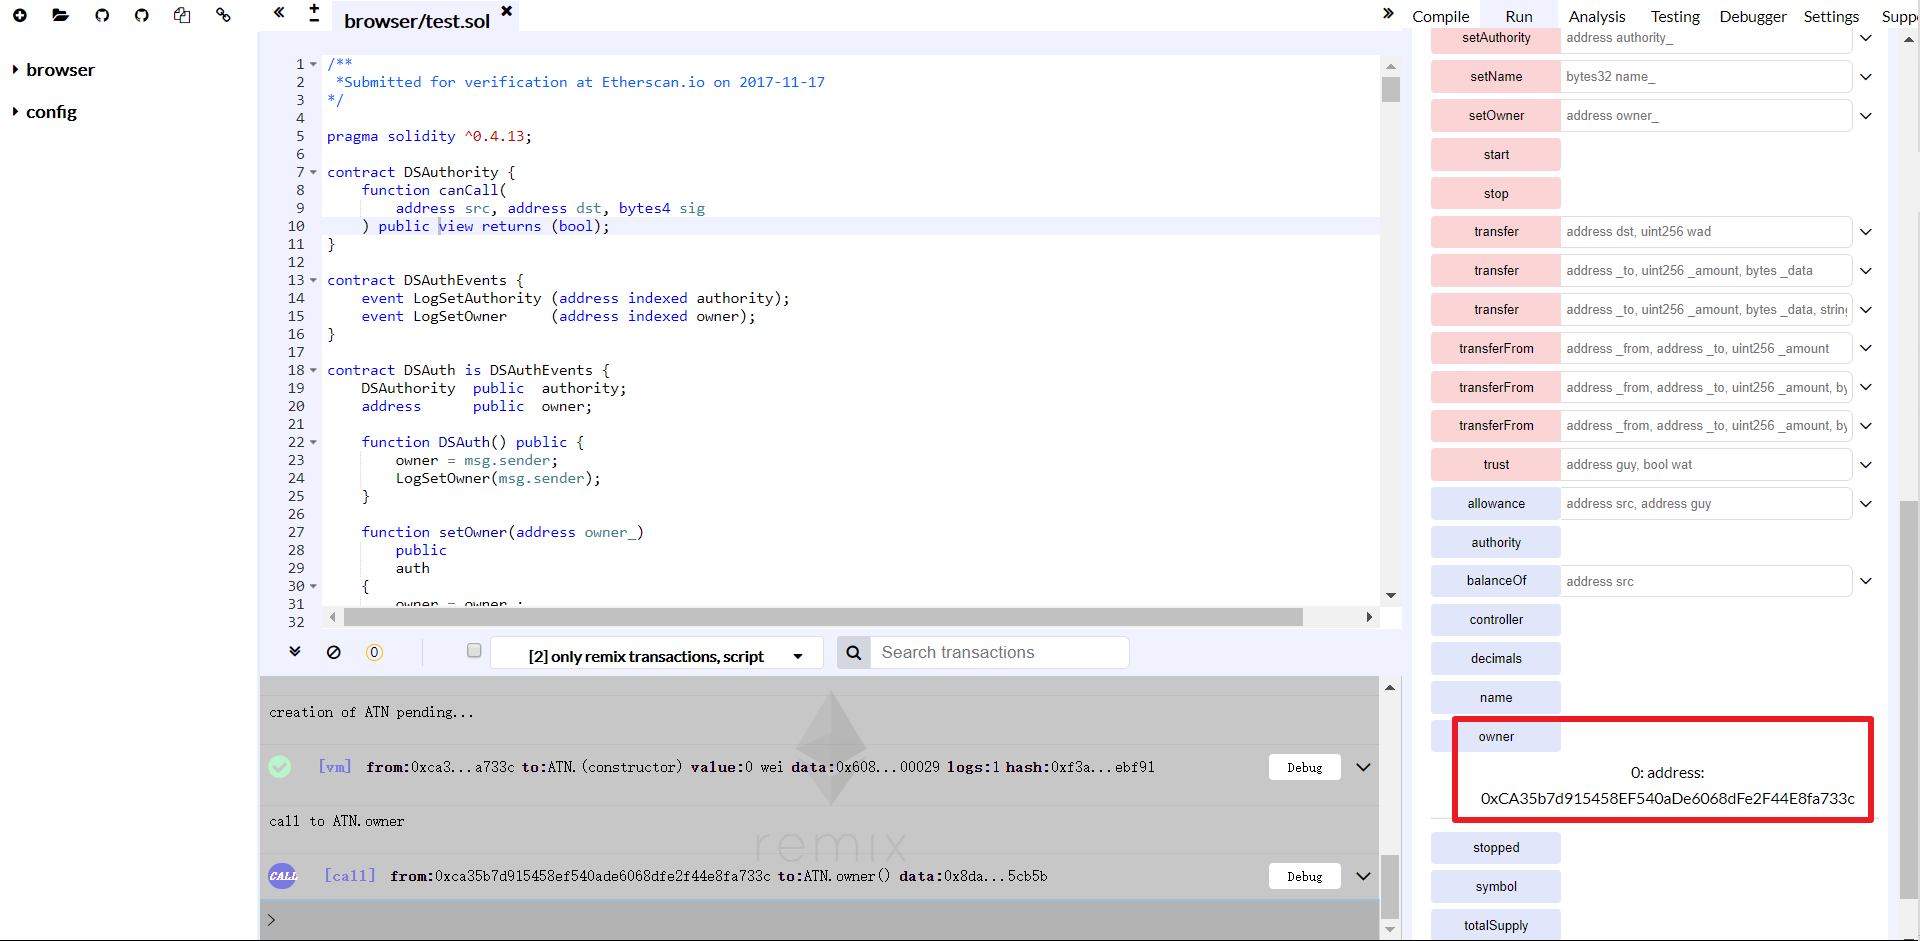 browser/test.sol
Compile Run Analysis Testing Debugger Settings Supp
browser
config
1 /**
2 *Submitted for verification at Etherscan.io on 2017-11-17
3 */
4
5 pragma solidity ^0.4.13;
6
7 contract DSAuthority {
8 function canCall(
9 address src, address dst, bytes4 sig
10 ) public view returns (bool);
11 }
12
13 contract DSAuthEvents {
14 event LogSetAuthority (address indexed authority);
15 event LogSetOwner (address indexed owner);
16 }
17
18 contract DSAuth is DSAuthEvents {
19 DSAuthority public authority;
20 address public owner;
21
22 function DSAuth() public {
23 owner = msg.sender;
24 LogSetOwner(msg.sender);
25 }
26
27 function setOwner(address owner_)
28 public
29 auth
30 {
31 owner = owner_;
32
0
[2] only remix transactions, script
Search transactions
creation of ATN pending...
[vm] from:0xca3...a733c to:ATN.(constructor) value:0 wei data:0x608...00029 logs:1 hash:0xf3a...ebf91 Debug
call to ATN.owner
remix
CALL [call] from:0xca35b7d915458ef540ade6068dfe2f44e8fa733c to:ATN.owner() data:0x8da...5cb5b Debug
>
setAuthority address authority_
setName bytes32 name_
setOwner address owner_
start
stop
transfer address dst, uint256 wad
transfer address _to, uint256 _amount, bytes _data
transfer address _to, uint256 _amount, bytes _data, string
transferFrom address _from, address _to, uint256 _amount
transferFrom address _from, address _to, uint256 _amount, by
transferFrom address _from, address _to, uint256 _amount, by
trust address guy, bool wat
allowance address src, address guy
authority
balanceOf address src
controller
decimals
name
owner
0: address:
0xCA35b7d915458EF540aDe6068dFe2F44E8fa733c
stopped
symbol
totalSupply